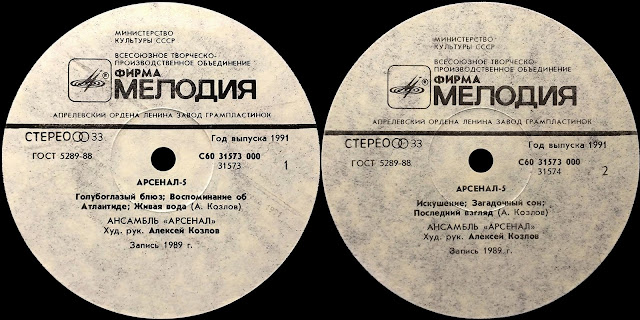 МИНИСТЕРСТВО
КУЛЬТУРЫ СССР
ВСЕСОЮЗНОЕ ТВОРЧЕСКО-
ПРОИЗВОДСТВЕННОЕ ОБЪЕДИНЕНИЕ
ФИРМА
МЕЛОДИЯ
АПРЕЛЕВСКИЙ ОРДЕНА ЛЕНИНА ЗАВОД ГРАМПЛАСТИНОК
СТЕРЕО 33
Год выпуска 1991
ГОСТ 5289-88
С60 31573 000
31573
1
АРСЕНАЛ-5
Голубоглазый блюз; Воспоминание об
Атлантиде; Живая вода (А. Козлов)
АНСАМБЛЬ «АРСЕНАЛ»
Худ. рук. Алексей Козлов
Запись 1989 г.
МИНИСТЕРСТВО
КУЛЬТУРЫ СССР
ВСЕСОЮЗНОЕ ТВОРЧЕСКО-
ПРОИЗВОДСТВЕННОЕ ОБЪЕДИНЕНИЕ
ФИРМА
МЕЛОДИЯ
АПРЕЛЕВСКИЙ ОРДЕНА ЛЕНИНА ЗАВОД ГРАМПЛАСТИНОК
СТЕРЕО 33
Год выпуска 1991
ГОСТ 5289-88
С60 31573 000
31574
2
АРСЕНАЛ-5
Искушение; Загадочный сон;
Последний взгляд (А. Козлов)
АНСАМБЛЬ «АРСЕНАЛ»
Худ. рук. Алексей Козлов
Запись 1989 г.